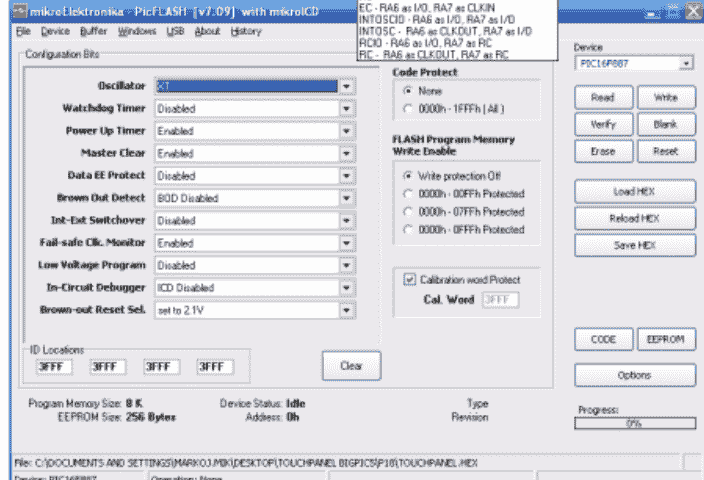 mikroElektronika - PicFLASH [v7.09] with mikroICD
EC - RA6 as I/O, RA7 as CLKIN
INTOSCIO - RA6 as I/O, RA7 as I/O
INTOSC - RA6 as CLKOUT, RA7 as I/O
RCIO - RA6 as I/O, RA7 as RC
RC - RA6 as CLKOUT, RA7 as RC
File Device Buffer Windows USB About History
Configuration Bits
Oscillator XT
Watchdog Timer Disabled
Power Up Timer Enabled
Master Clear Enabled
Data EE Protect Disabled
Brown Out Detect BOD Disabled
Int-Ext Switchover Disabled
Fail-safe Clk. Monitor Enabled
Low Voltage Program Disabled
In-Circuit Debugger ICD Disabled
Brown-out Reset Sel. set to 2.1V
Code Protect
None
0000h - 1FFFh ( All )
FLASH Program Memory
Write Enable
Write protection Off
0000h - 00FFh Protected
0000h - 07FFh Protected
0000h - 0FFFh Protected
Calibration word Protect
Cal. Word 3FFF
ID Locations
3FFF 3FFF 3FFF 3FFF
Clear
Device
PIC16F887
Read Write
Verify Blank
Erase Reset
Load HEX
Reload HEX
Save HEX
CODE EEPROM
Options
Program Memory Size: 8 K Device Status: Idle Type
EEPROM Size: 256 Bytes Address: 0h Revision
Progress:
0%
File: C:\DOCUMENTS AND SETTINGS\MARKOJ.MIK\DESKTOP\TOUCHPANEL BIGPIC5\P18\TOUCHPANEL.HEX
Device: PIC16F887 Operation: None